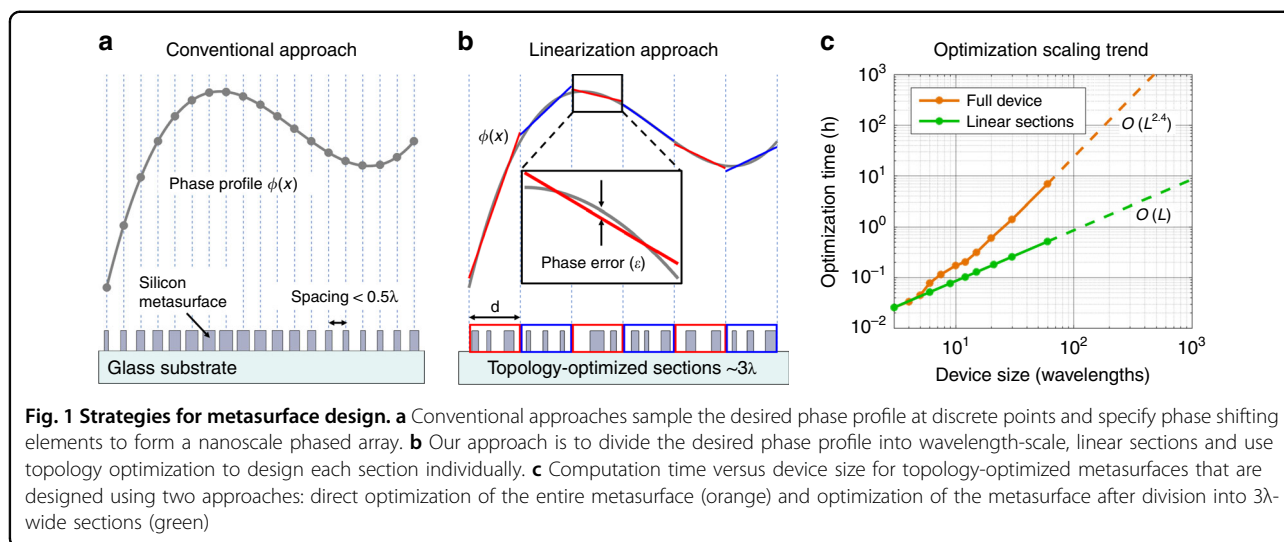 a
Conventional approach
Phase profile ϕ(x)
Silicon
metasurface
Spacing < 0.5λ
Glass substrate
b
Linearization approach
ϕ(x)
Phase error (ε)
d
Topology-optimized sections ~3λ
c
Optimization scaling trend
Optimization time (h)
10³
10²
10¹
10⁰
10⁻¹
10⁻²
Full device
Linear sections
O (L²·⁴)
O (L)
10¹
10²
10³
Device size (wavelengths)
Fig. 1 Strategies for metasurface design. a Conventional approaches sample the desired phase profile at discrete points and specify phase shifting
elements to form a nanoscale phased array. b Our approach is to divide the desired phase profile into wavelength-scale, linear sections and use
topology optimization to design each section individually. c Computation time versus device size for topology-optimized metasurfaces that are
designed using two approaches: direct optimization of the entire metasurface (orange) and optimization of the metasurface after division into 3λ-
wide sections (green)